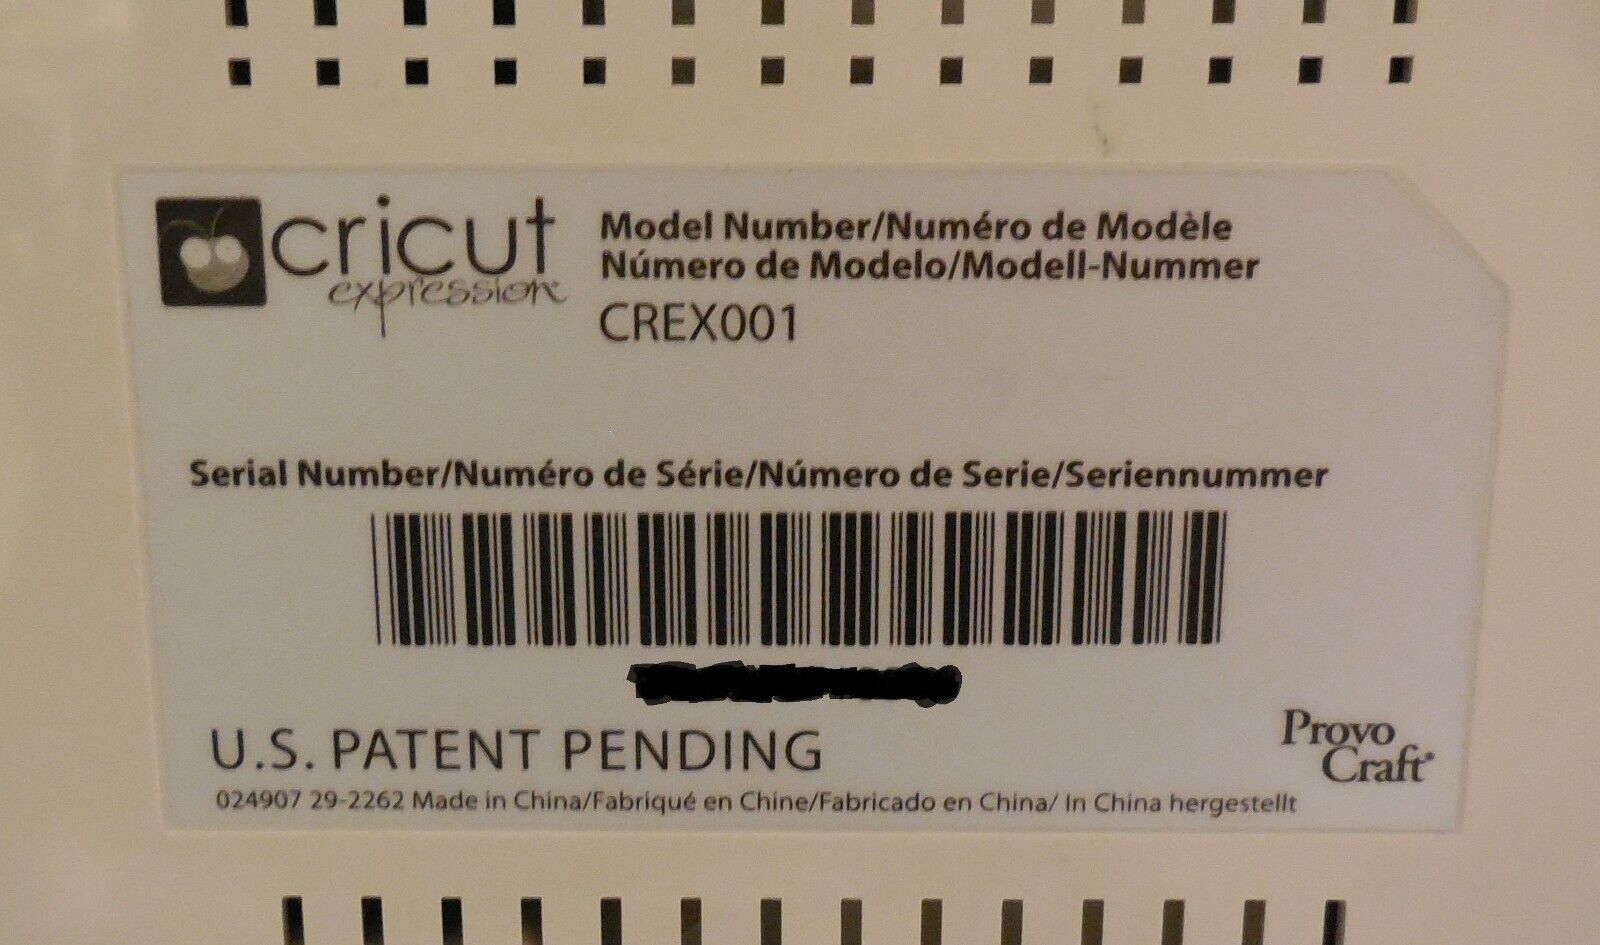 cricut
expression
Model Number/Numéro de Modèle
Número de Modelo/Modell-Nummer
CREX001
Serial Number/Numéro de Série/Número de Serie/Seriennummer
U.S. PATENT PENDING
Provo
Craft
024907 29-2262 Made in China/Fabriqué en Chine/Fabricado en China/ In China hergestellt